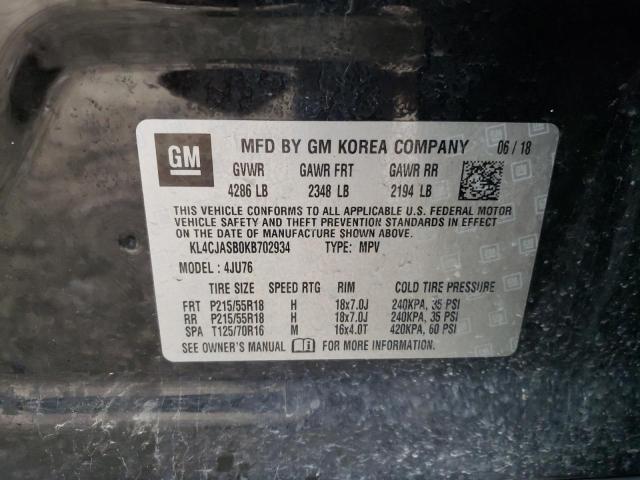 GM MFD BY GM KOREA COMPANY 06 / 18
GVWR GAWR FRT GAWR RR
4286 LB 2348 LB 2194 LB
THIS VEHICLE CONFORMS TO ALL APPLICABLE U.S. FEDERAL MOTOR
VEHICLE SAFETY AND THEFT PREVENTION STANDARDS IN EFFECT
ON THE DATE OF MANUFACTURE SHOWN ABOVE.
KL4CJASB0KB702934 TYPE: MPV
MODEL : 4JU76
TIRE SIZE SPEED RTG RIM COLD TIRE PRESSURE
FRT P215/55R18 H 18x7.0J 240KPA, 35 PSI
RR P215/55R18 H 18x7.0J 240KPA, 35 PSI
SPA T125/70R16 M 16x4.0T 420KPA, 60 PSI
SEE OWNER'S MANUAL FOR MORE INFORMATION